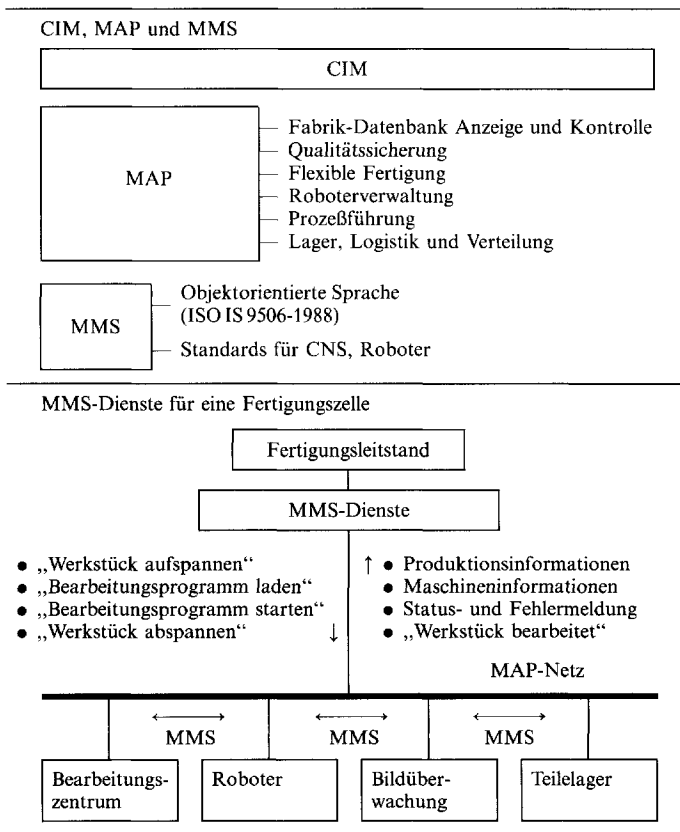 CIM, MAP und MMS
CIM
MAP
Fabrik-Datenbank Anzeige und Kontrolle
Qualitätssicherung
Flexible Fertigung
Roboterverwaltung
Prozeßführung
Lager, Logistik und Verteilung
MMS
Objektorientierte Sprache
(ISO IS 9506-1988)
Standards für CNS, Roboter
MMS-Dienste für eine Fertigungszelle
Fertigungsleitstand
MMS-Dienste
● „Werkstück aufspannen“
● „Bearbeitungsprogramm laden“
● „Bearbeitungsprogramm starten“
● „Werkstück abspannen“ ↓
↑ ● Produktionsinformationen
● Maschineninformationen
● Status- und Fehlermeldung
● „Werkstück bearbeitet“
MAP-Netz
MMS MMS MMS
Bearbeitungs-
zentrum
Roboter
Bildüber-
wachung
Teilelager